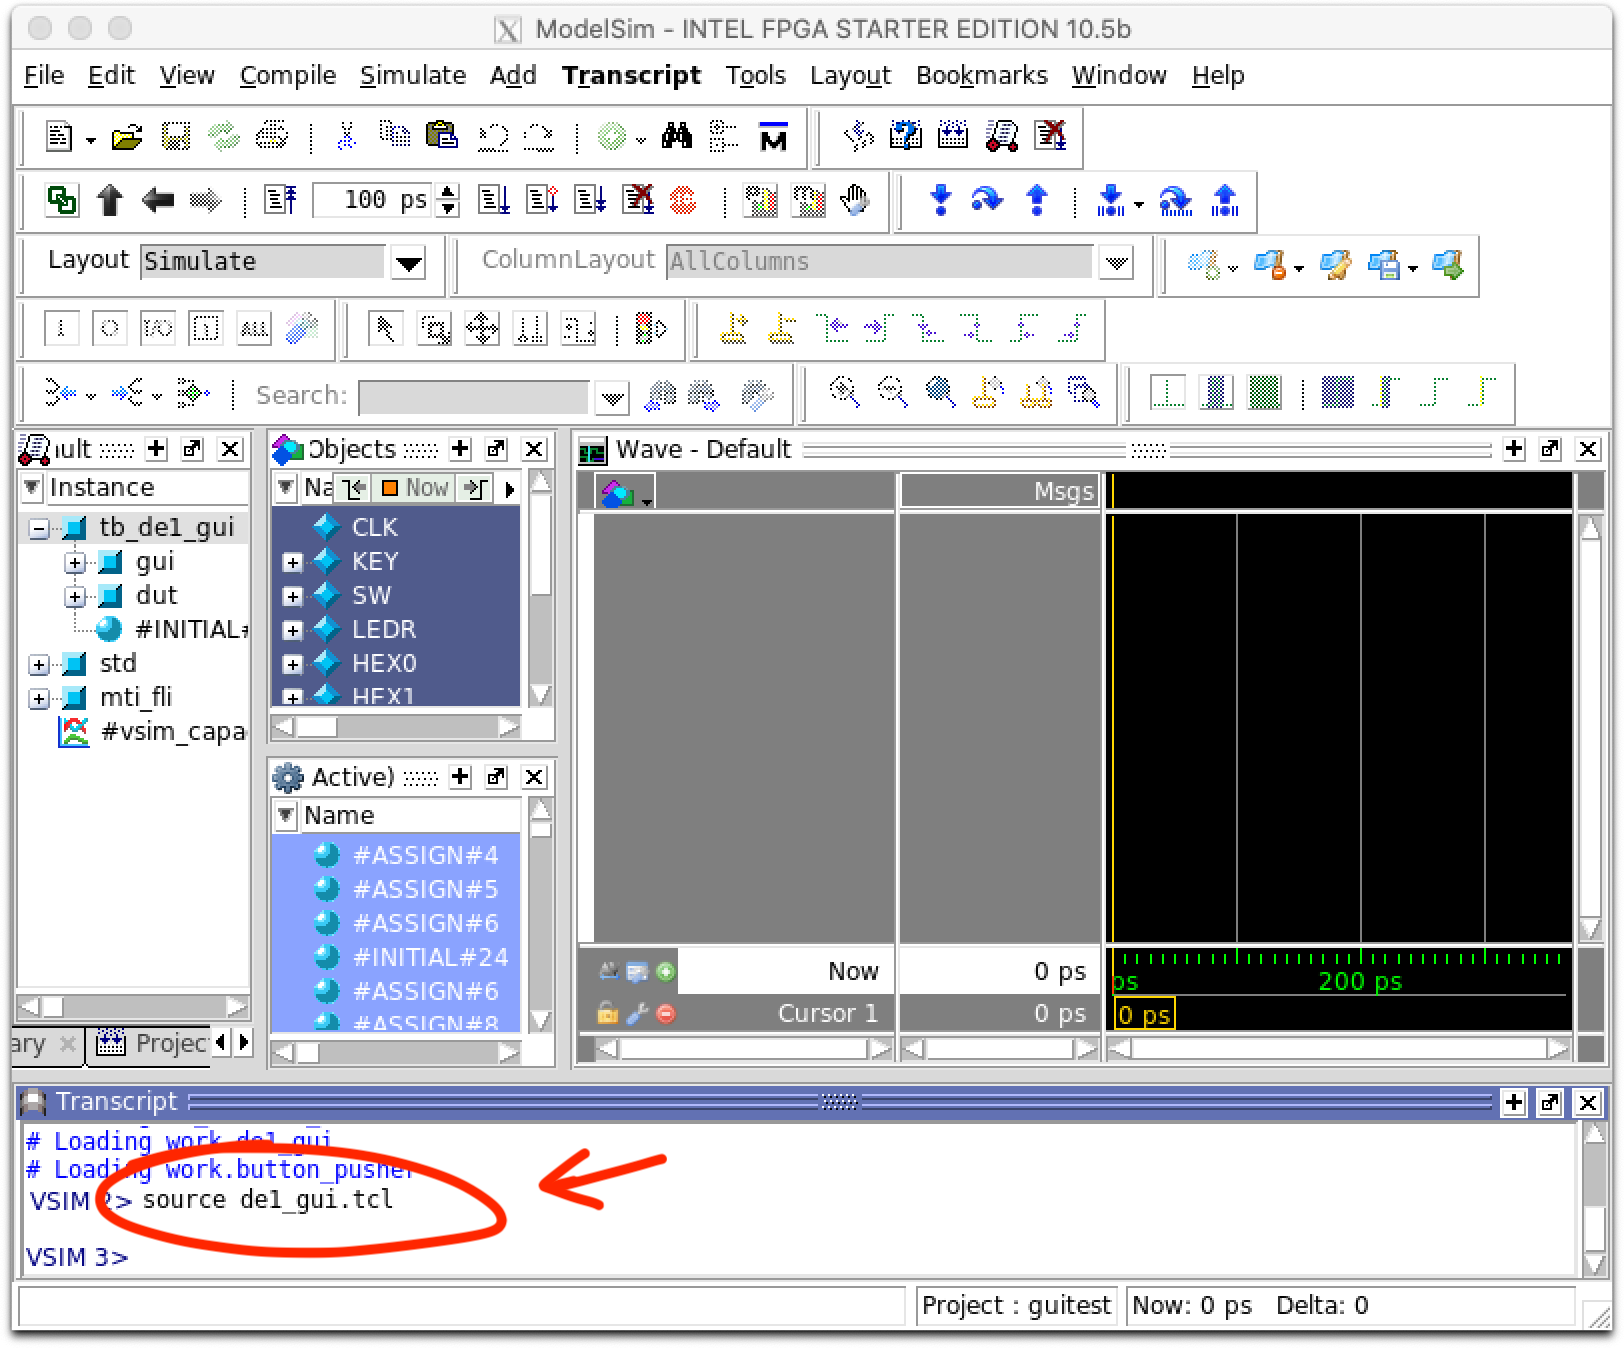 ModelSim - INTEL FPGA STARTER EDITION 10.5b
File Edit View Compile Simulate Add Transcript Tools Layout Bookmarks Window Help
100 ps
Layout Simulate
ColumnLayout AllColumns
Search:
ault
Instance
tb_de1_gui
gui
dut
#INITIAL#
std
mti_fli
#vsim_capa
ary
Projec
Objects
Na Now
CLK
KEY
SW
LEDR
HEX0
HEX1
Active)
Name
#ASSIGN#4
#ASSIGN#5
#ASSIGN#6
#INITIAL#24
#ASSIGN#6
#ASSIGN#8
Wave - Default
Msgs
Now 0 ps
Cursor 1 0 ps
ps 200 ps
0 ps
Transcript
# Loading work.de1_gui
# Loading work.button_pusher
VSIM 2> source de1_gui.tcl
VSIM 3>
Project : guitest
Now: 0 ps Delta: 0